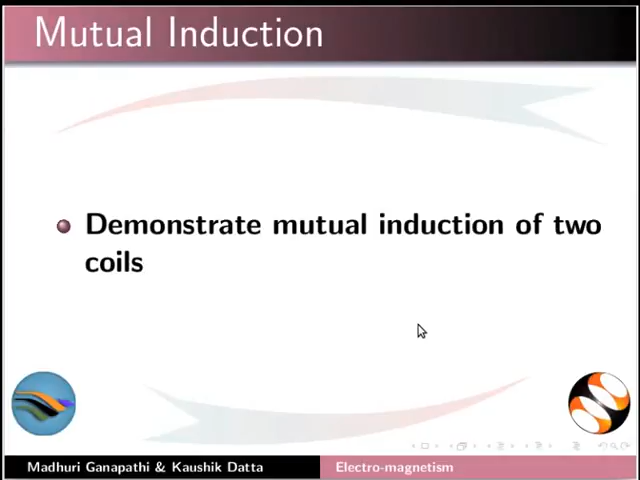 Mutual Induction
Demonstrate mutual induction of two
coils
Madhuri Ganapathi & Kaushik Datta
Electro-magnetism